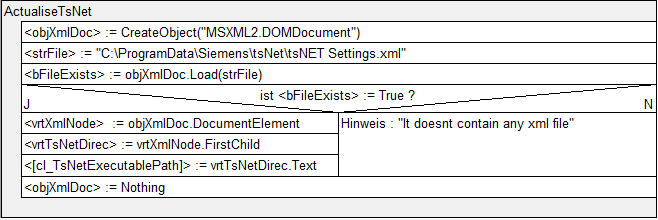 ActualiseTsNet
<objXmlDoc> := CreateObject("MSXML2.DOMDocument")
<strFile> := "C:\ProgramData\Siemens\tsNet\tsNET Settings.xml"
<bFileExists> := objXmlDoc.Load(strFile)
ist <bFileExists> := True ?
J N
<vrtXmlNode> := objXmlDoc.DocumentElement
Hinweis : "It doesnt contain any xml file"
<vrtTsNetDirec> := vrtXmlNode.FirstChild
<[cl_TsNetExecutablePath]> := vrtTsNetDirec.Text
<objXmlDoc> := Nothing